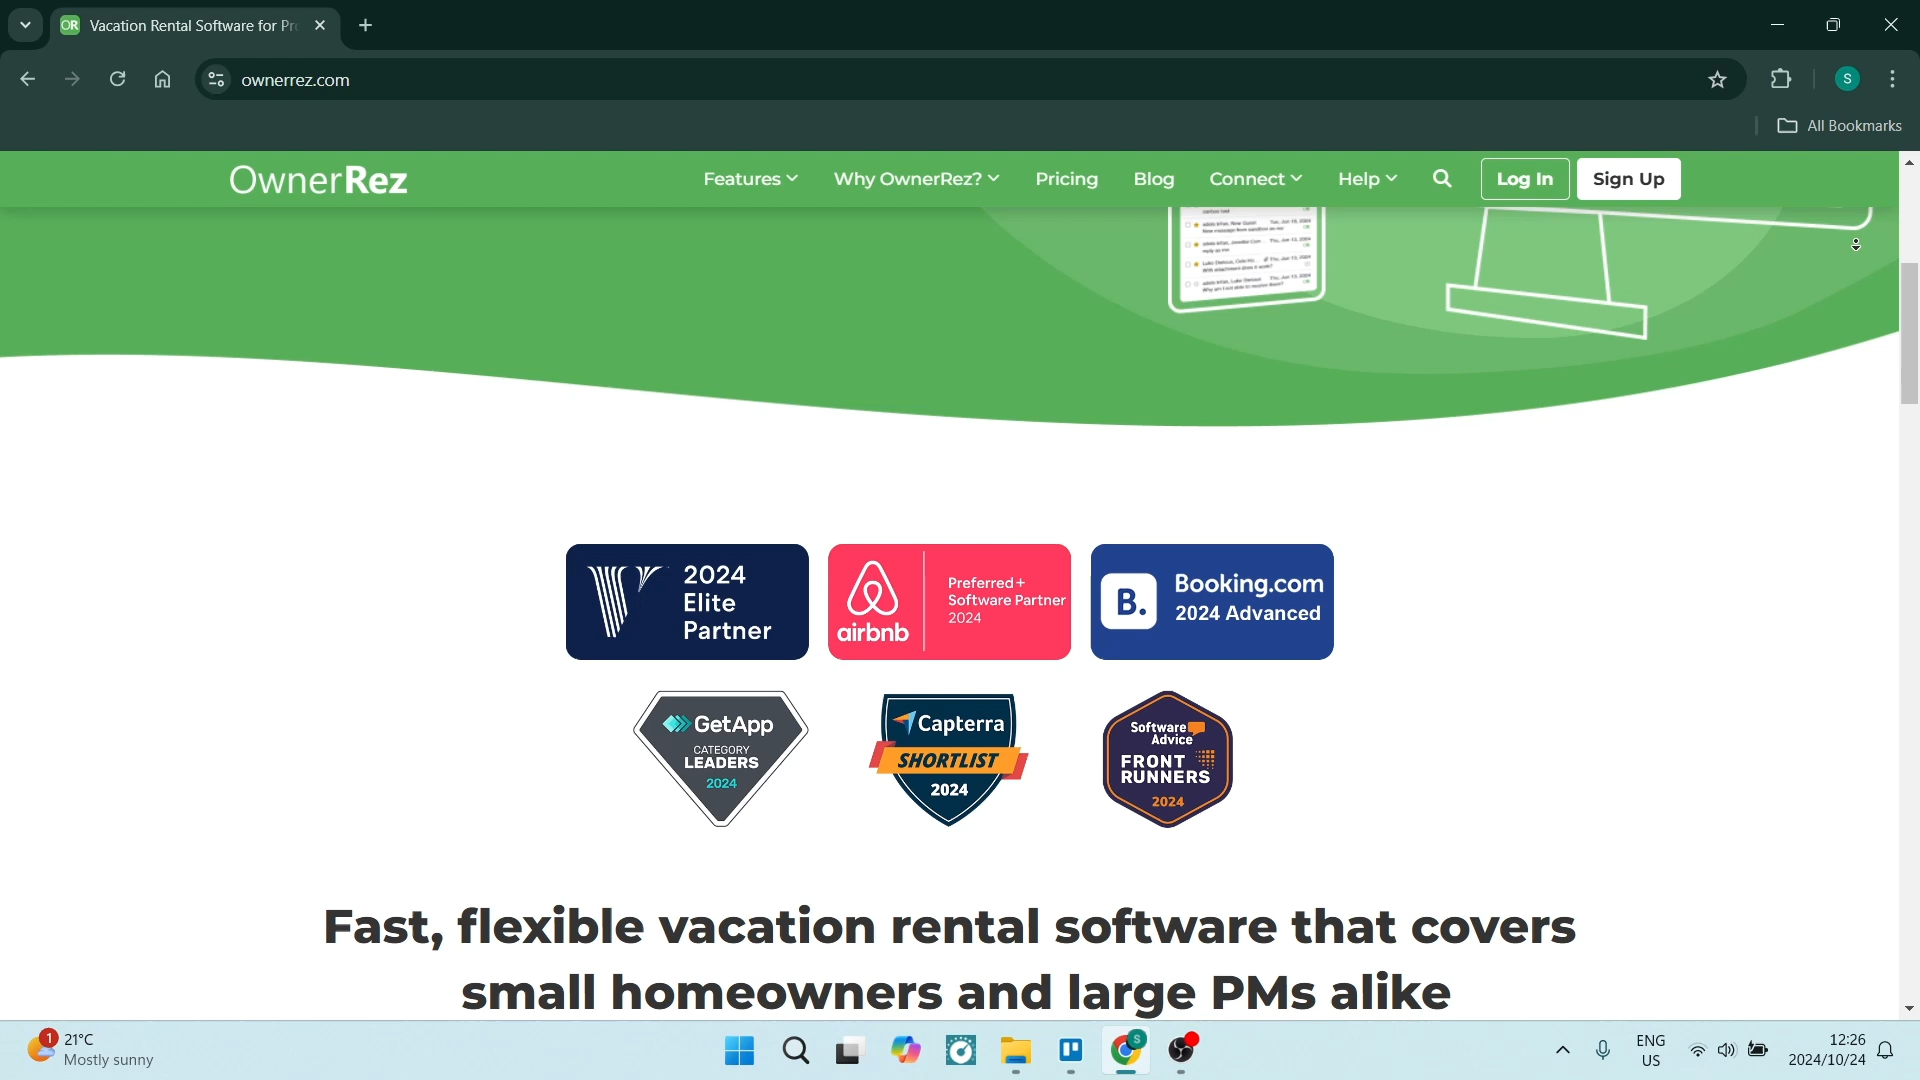 OR Vacation Rental Software for Pr
ownerrez.com
S
All Bookmarks
OwnerRez
Features
Why OwnerRez?
Pricing
Blog
Connect
Help
Log In
Sign Up
2024
Elite
Partner
airbnb
Preferred+
Software Partner
2024
B.
Booking.com
2024 Advanced
GetApp
CATEGORY
LEADERS
2024
Capterra
SHORTLIST
2024
Software
Advice
FRONT
RUNNERS
2024
Fast, flexible vacation rental software that covers
small homeowners and large PMs alike
1
21°C
Mostly sunny
S
ENG
US
12:26
2024/10/24